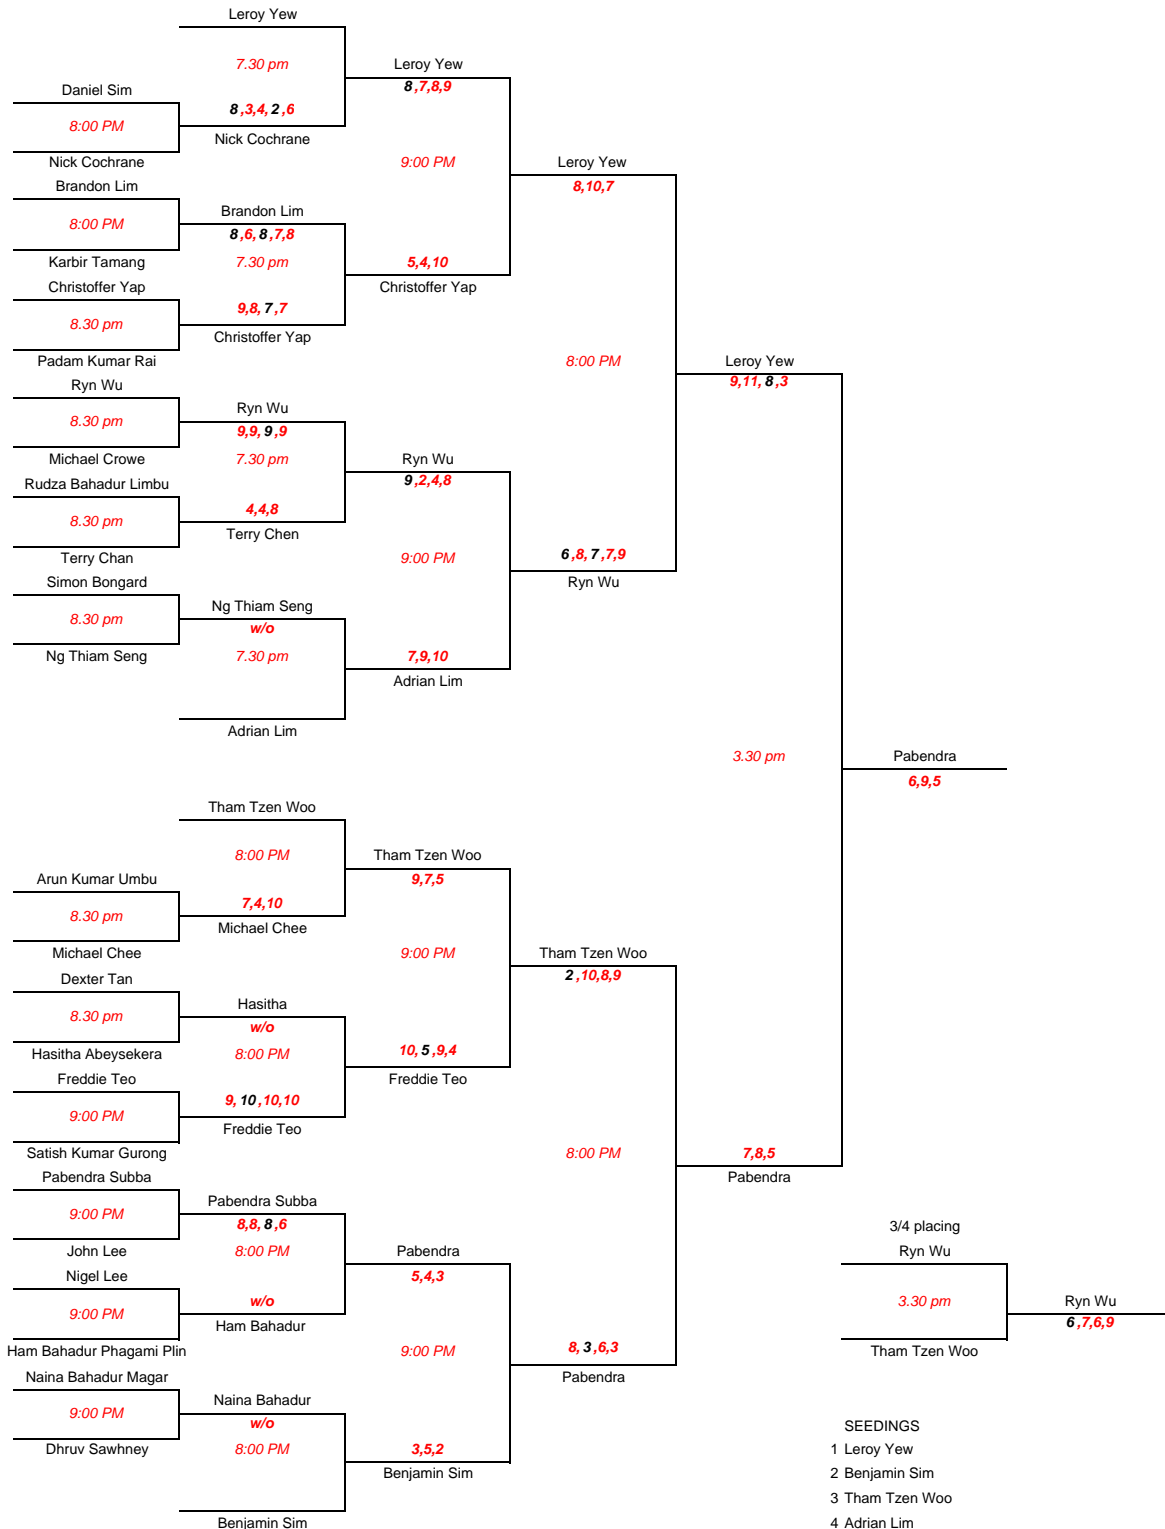 Leroy Yew
7.30 pm
Leroy Yew
8 ,7,8,9
Daniel Sim
8 ,3,4, 2 ,6
8:00 PM
Nick Cochrane
Nick Cochrane
9:00 PM
Leroy Yew
8,10,7
Brandon Lim
Brandon Lim
8:00 PM
8 ,6, 8 ,7,8
Karbir Tamang
7.30 pm
5,4,10
Christoffer Yap
Christoffer Yap
9,8, 7 ,7
8.30 pm
Christoffer Yap
Padam Kumar Rai
8:00 PM
Leroy Yew
9,11, 8 ,3
Ryn Wu
Ryn Wu
8.30 pm
9,9, 9 ,9
Michael Crowe
7.30 pm
Ryn Wu
9 ,2,4,8
Rudza Bahadur Limbu
4,4,8
8.30 pm
Terry Chen
Terry Chan
9:00 PM
6 ,8, 7 ,7,9
Ryn Wu
Simon Bongard
Ng Thiam Seng
8.30 pm
w/o
Ng Thiam Seng
7.30 pm
7,9,10
Adrian Lim
Adrian Lim
3.30 pm
Pabendra
6,9,5
Tham Tzen Woo
8:00 PM
Tham Tzen Woo
9,7,5
Arun Kumar Umbu
7,4,10
8.30 pm
Michael Chee
Michael Chee
9:00 PM
Tham Tzen Woo
2 ,10,8,9
Dexter Tan
Hasitha
8.30 pm
w/o
Hasitha Abeysekera
8:00 PM
10, 5 ,9,4
Freddie Teo
Freddie Teo
9, 10 ,10,10
9:00 PM
Freddie Teo
Satish Kumar Gurong
8:00 PM
7,8,5
Pabendra
Pabendra Subba
Pabendra Subba
9:00 PM
8,8, 8 ,6
John Lee
8:00 PM
Pabendra
5,4,3
3/4 placing
Ryn Wu
Nigel Lee
w/o
9:00 PM
Ham Bahadur
3.30 pm
Ryn Wu
6 ,7,6,9
Ham Bahadur Phagami Plin
9:00 PM
8, 3 ,6,3
Pabendra
Tham Tzen Woo
Naina Bahadur Magar
Naina Bahadur
9:00 PM
w/o
Dhruv Sawhney
8:00 PM
3,5,2
Benjamin Sim
Benjamin Sim
SEEDINGS
1 Leroy Yew
2 Benjamin Sim
3 Tham Tzen Woo
4 Adrian Lim